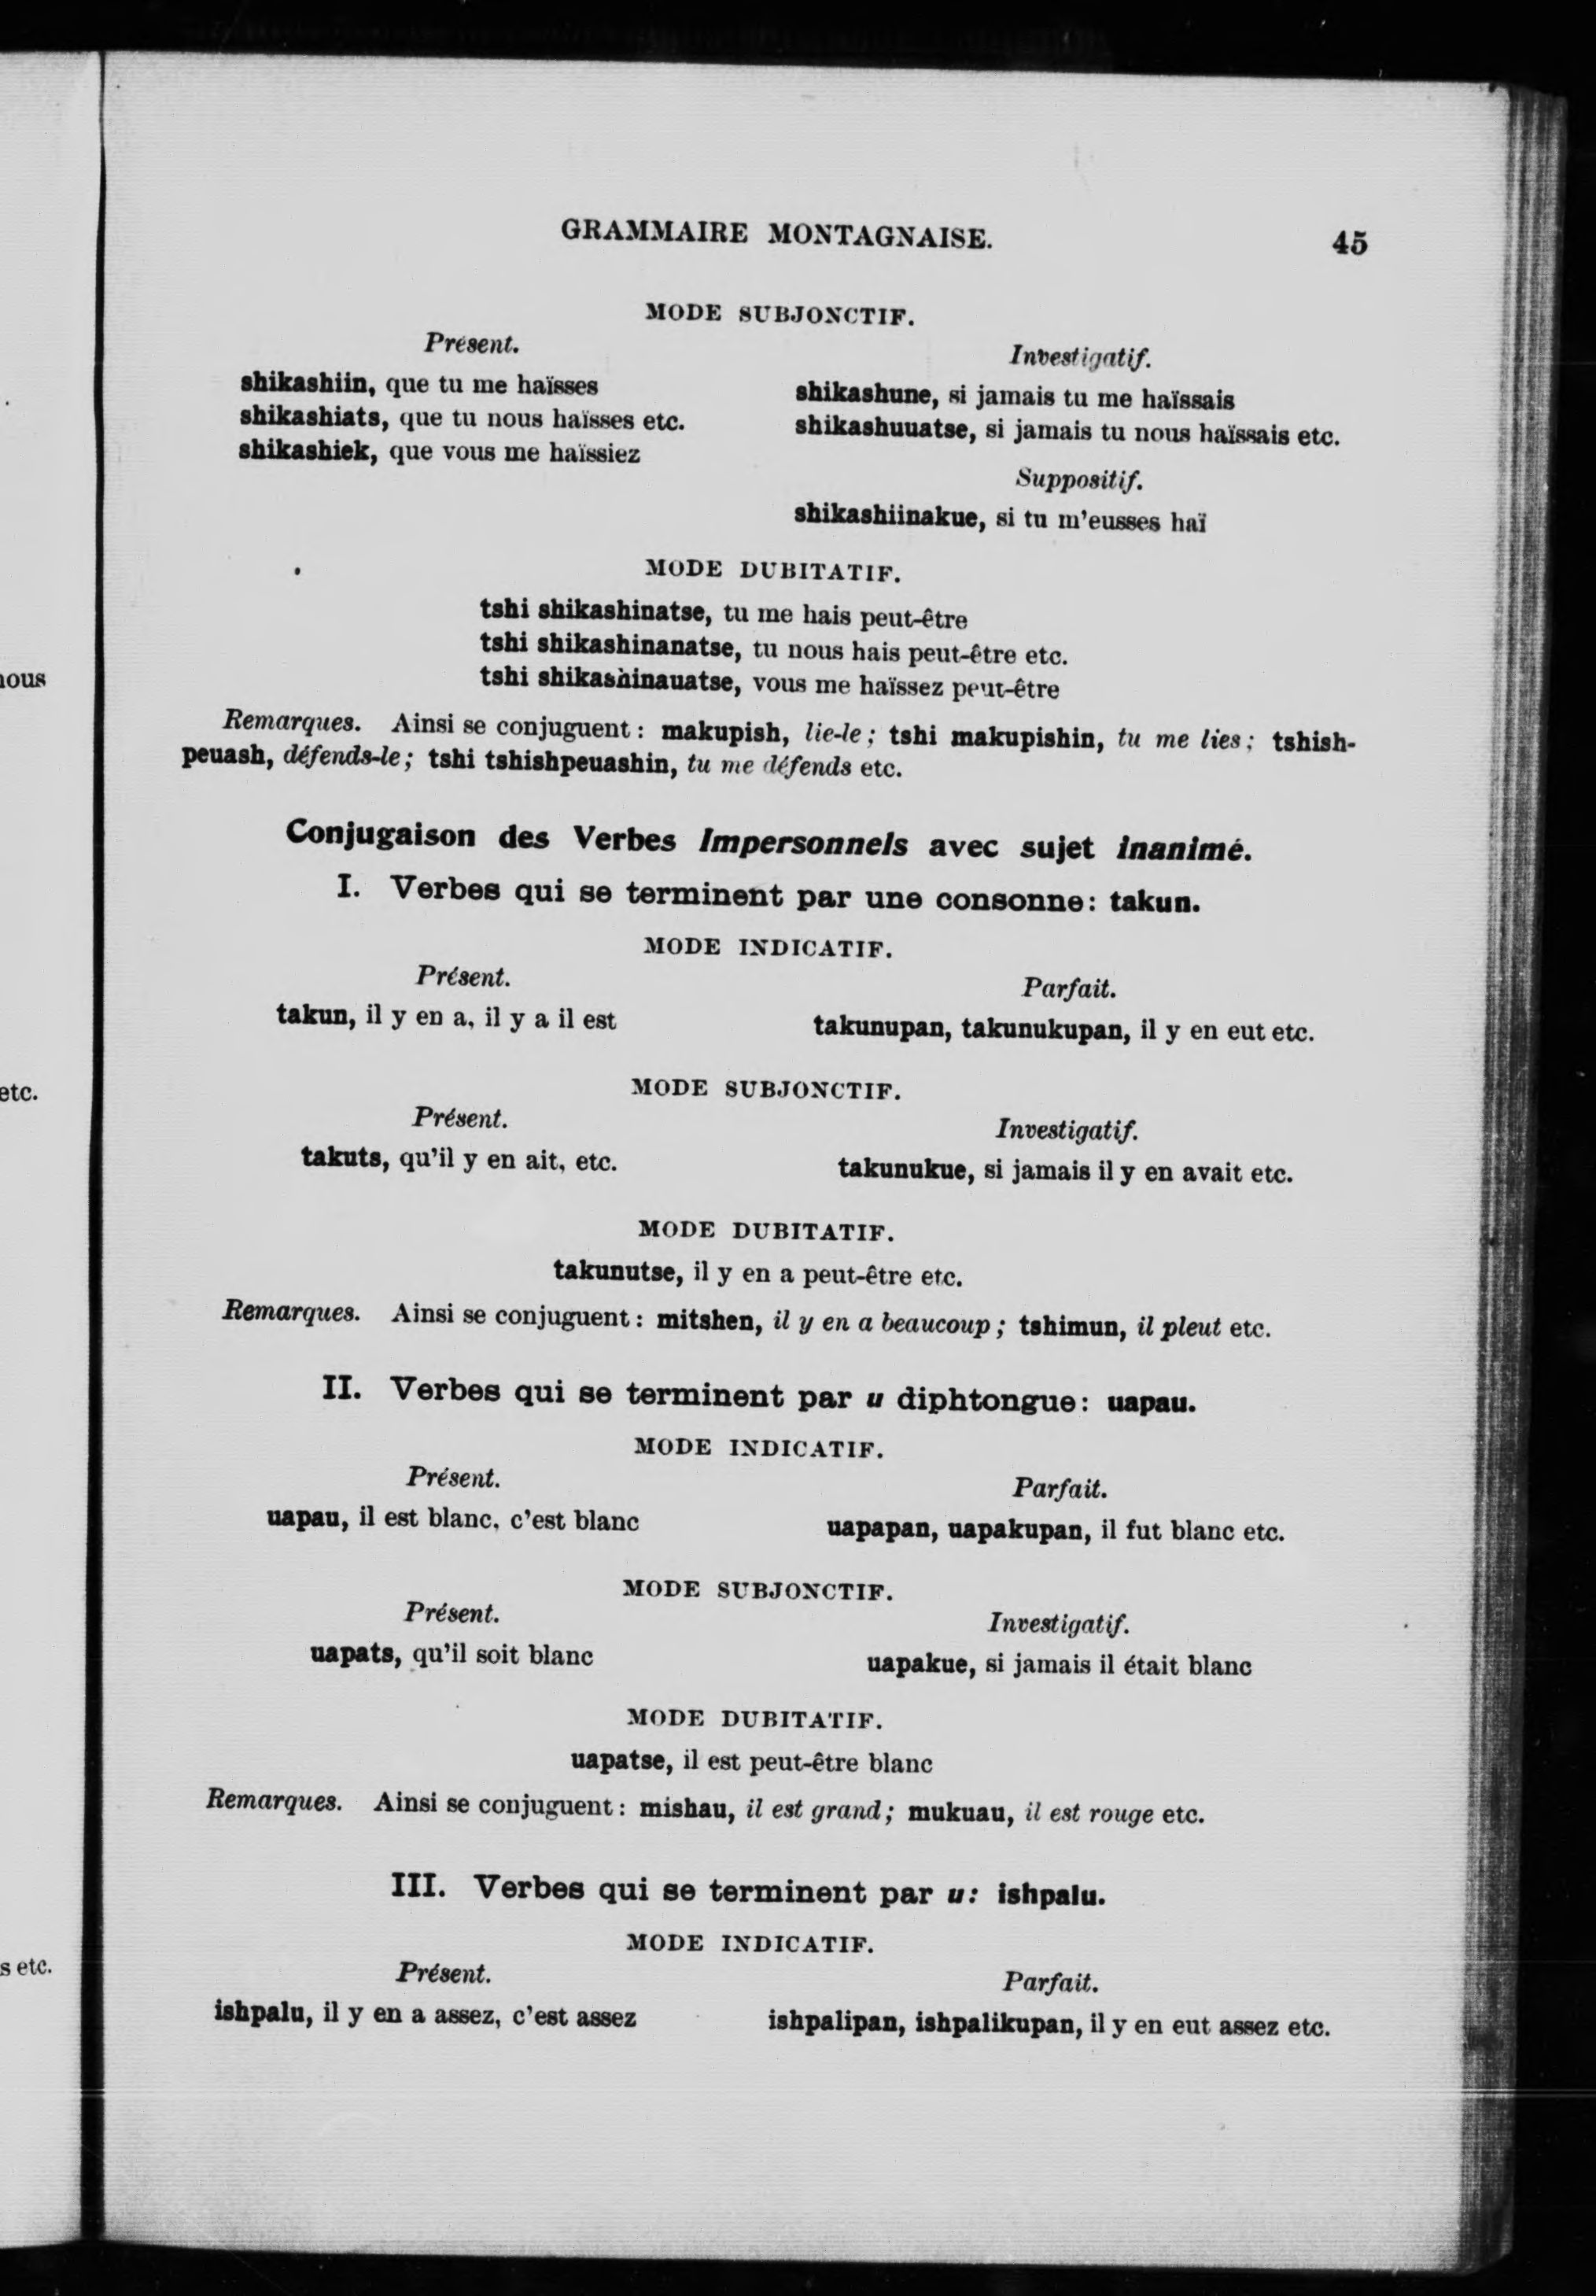 GRAMMAIRE MONTAGNAISE. 45
MODE SUBJONCTIF.
Présent.
shikashiin, que tu me haïsses
shikashiats, que tu nous haïsses etc.
shikashiek, que vous me haïssiez
Investigatif.
shikashune, si jamais tu me haïssais
shikashuuatse, si jamais tu nous haïssais etc.
Suppositif.
shikashiinakue, si tu m'eusses haï
MODE DUBITATIF.
tshi shikashinatse, tu me hais peut-être
tshi shikashinanatse, tu nous hais peut-être etc.
tshi shikashinauatse, vous me haïssez peut-être
Remarques. Ainsi se conjuguent : makupish, lie-le ; tshi makupishin, tu me lies ; tshish-
peuash, défends-le ; tshi tshishpeuashin, tu me défends etc.
Conjugaison des Verbes Impersonnels avec sujet inanimé.
I. Verbes qui se terminent par une consonne : takun.
MODE INDICATIF.
Présent.
takun, il y en a, il y a il est
Parfait.
takunupan, takunukupan, il y en eut etc.
MODE SUBJONCTIF.
Présent.
takuts, qu'il y en ait, etc.
Investigatif.
takunukue, si jamais il y en avait etc.
MODE DUBITATIF.
takunutse, il y en a peut-être etc.
Remarques. Ainsi se conjuguent : mitshen, il y en a beaucoup ; tshimun, il pleut etc.
II. Verbes qui se terminent par u diphtongue : uapau.
MODE INDICATIF.
Présent.
uapau, il est blanc, c'est blanc
Parfait.
uapapan, uapakupan, il fut blanc etc.
MODE SUBJONCTIF.
Présent.
uapats, qu'il soit blanc
Investigatif.
uapakue, si jamais il était blanc
MODE DUBITATIF.
uapatse, il est peut-être blanc
Remarques. Ainsi se conjuguent : mishau, il est grand ; mukuau, il est rouge etc.
III. Verbes qui se terminent par u : ishpalu.
MODE INDICATIF.
Présent.
ishpalu, il y en a assez, c'est assez
Parfait.
ishpalipan, ishpalikupan, il y en eut assez etc.
etc.
s etc.